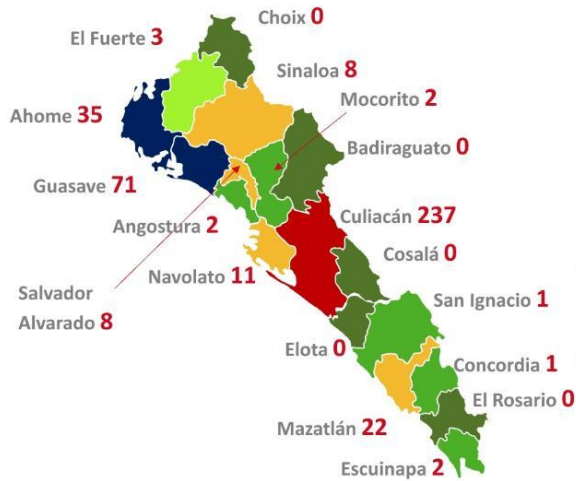 Choix 0
El Fuerte 3
Sinaloa 8
Mocorito 2
Ahome 35
Badiraguato 0
Guasave 71
Culiacán 237
Angostura 2
Cosalá 0
Navolato 11
Salvador
Alvarado 8
San Ignacio 1
Elota 0
Concordia 1
El Rosario 0
Mazatlán 22
Escuinapa 2